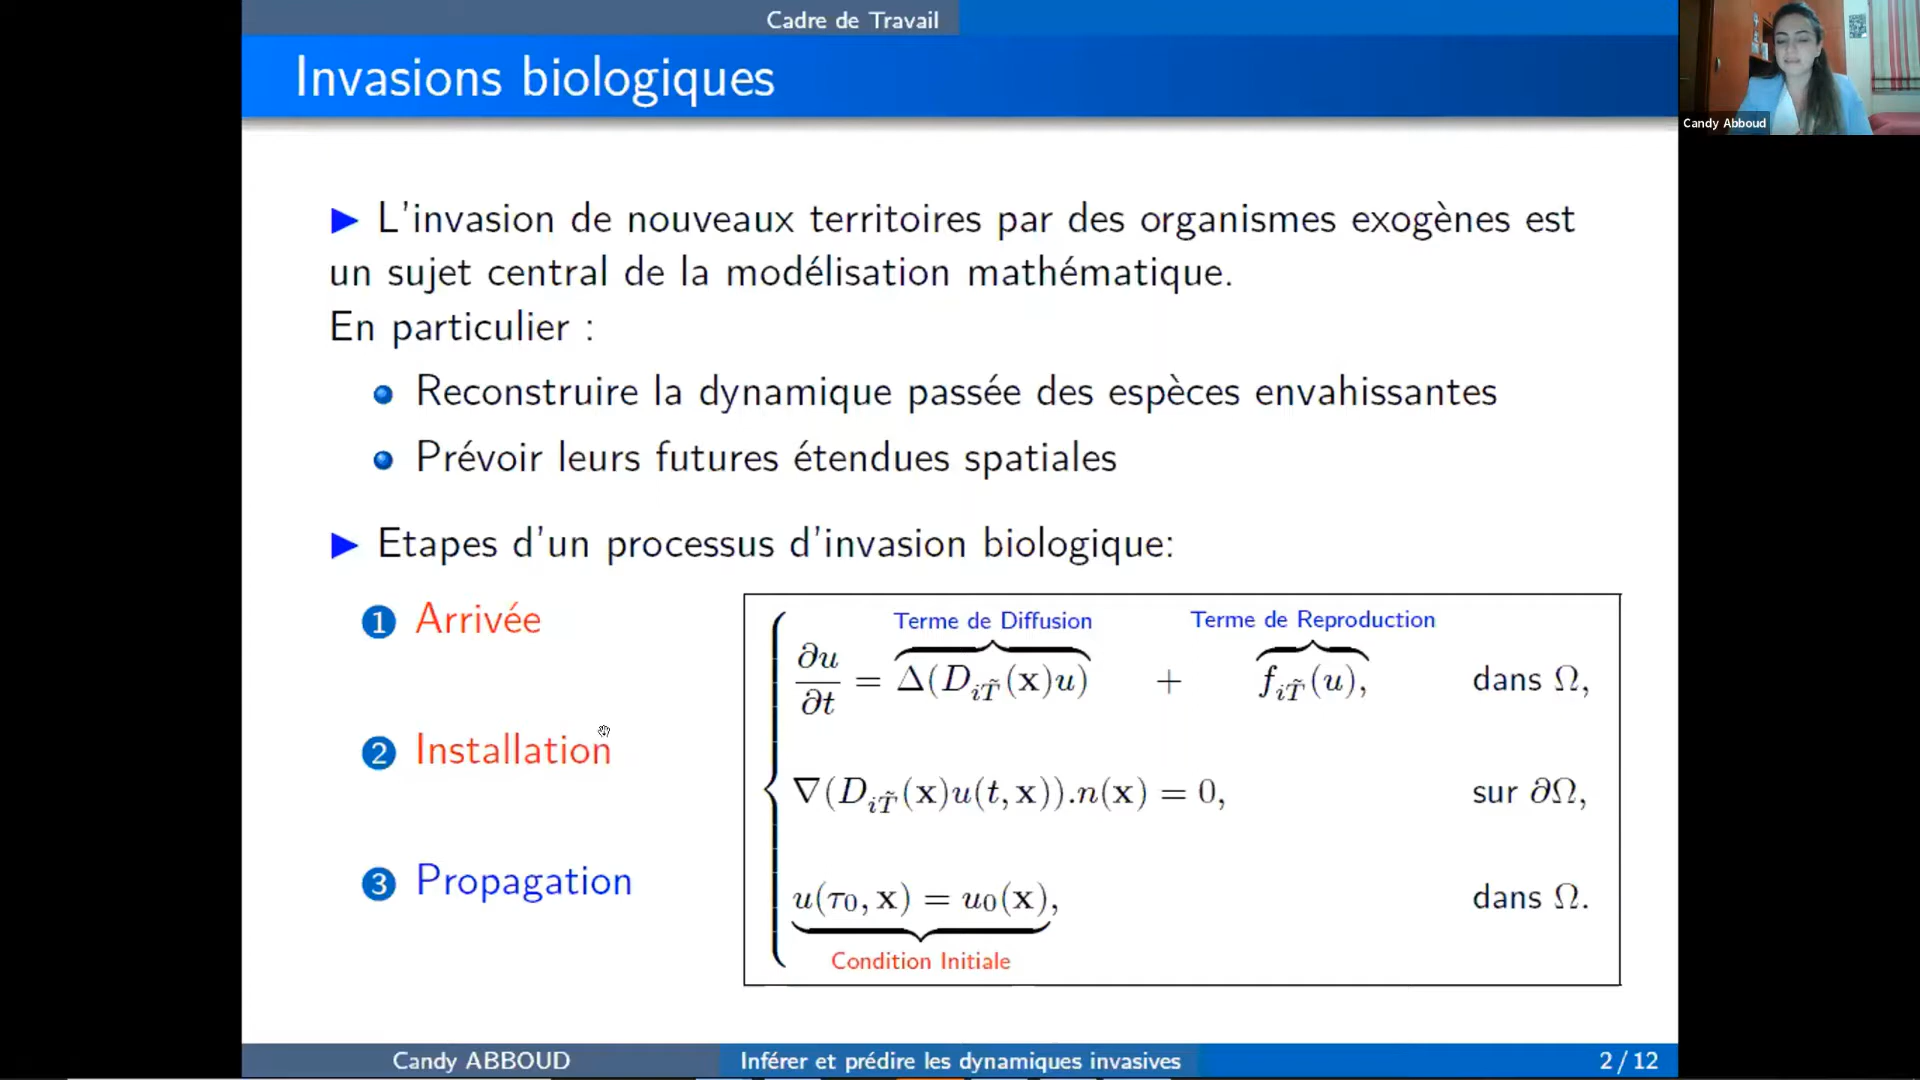 Cadre de Travail
Invasions biologiques
Candy Abboud
▶ L'invasion de nouveaux territoires par des organismes exogènes est
un sujet central de la modélisation mathématique.
En particulier :
Reconstruire la dynamique passée des espèces envahissantes
Prévoir leurs futures étendues spatiales
▶ Etapes d'un processus d'invasion biologique:
1 Arrivée
2 Installation
3 Propagation
Terme de Diffusion Terme de Reproduction
∂u/∂t = Δ(D_{iT̃}(x)u) + f_{iT̃}(u), dans Ω,
∇(D_{iT̃}(x)u(t, x)).n(x) = 0, sur ∂Ω,
u(τ₀, x) = u₀(x), dans Ω.
Condition Initiale
Candy ABBOUD Inférer et prédire les dynamiques invasives 2 / 12